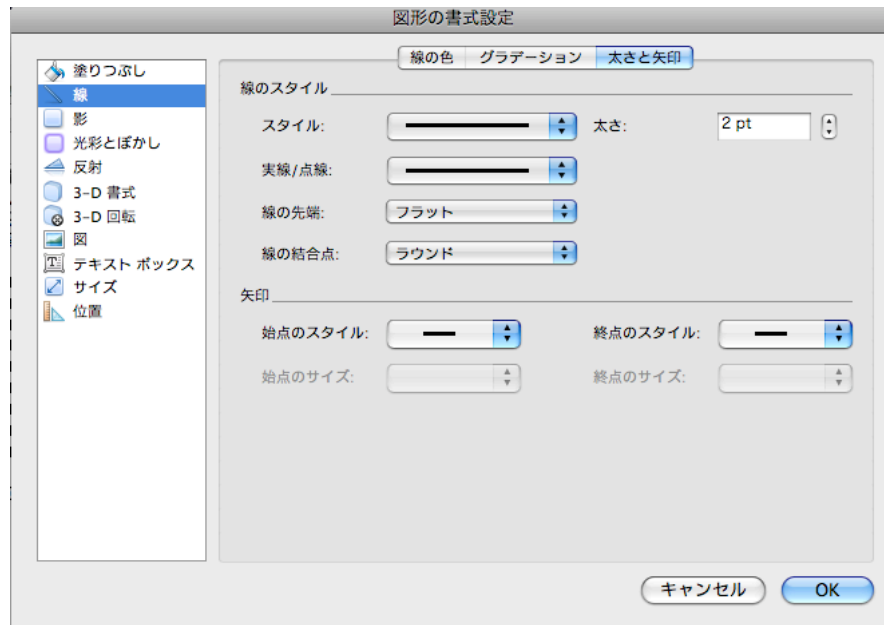 図形の書式設定
塗りつぶし
線
影
光彩とぼかし
反射
3-D 書式
3-D 回転
図
テキスト ボックス
サイズ
位置
線の色 グラデーション 太さと矢印
線のスタイル
スタイル: 太さ: 2 pt
実線/点線:
線の先端: フラット
線の結合点: ラウンド
矢印
始点のスタイル: 終点のスタイル:
始点のサイズ: 終点のサイズ:
キャンセル OK